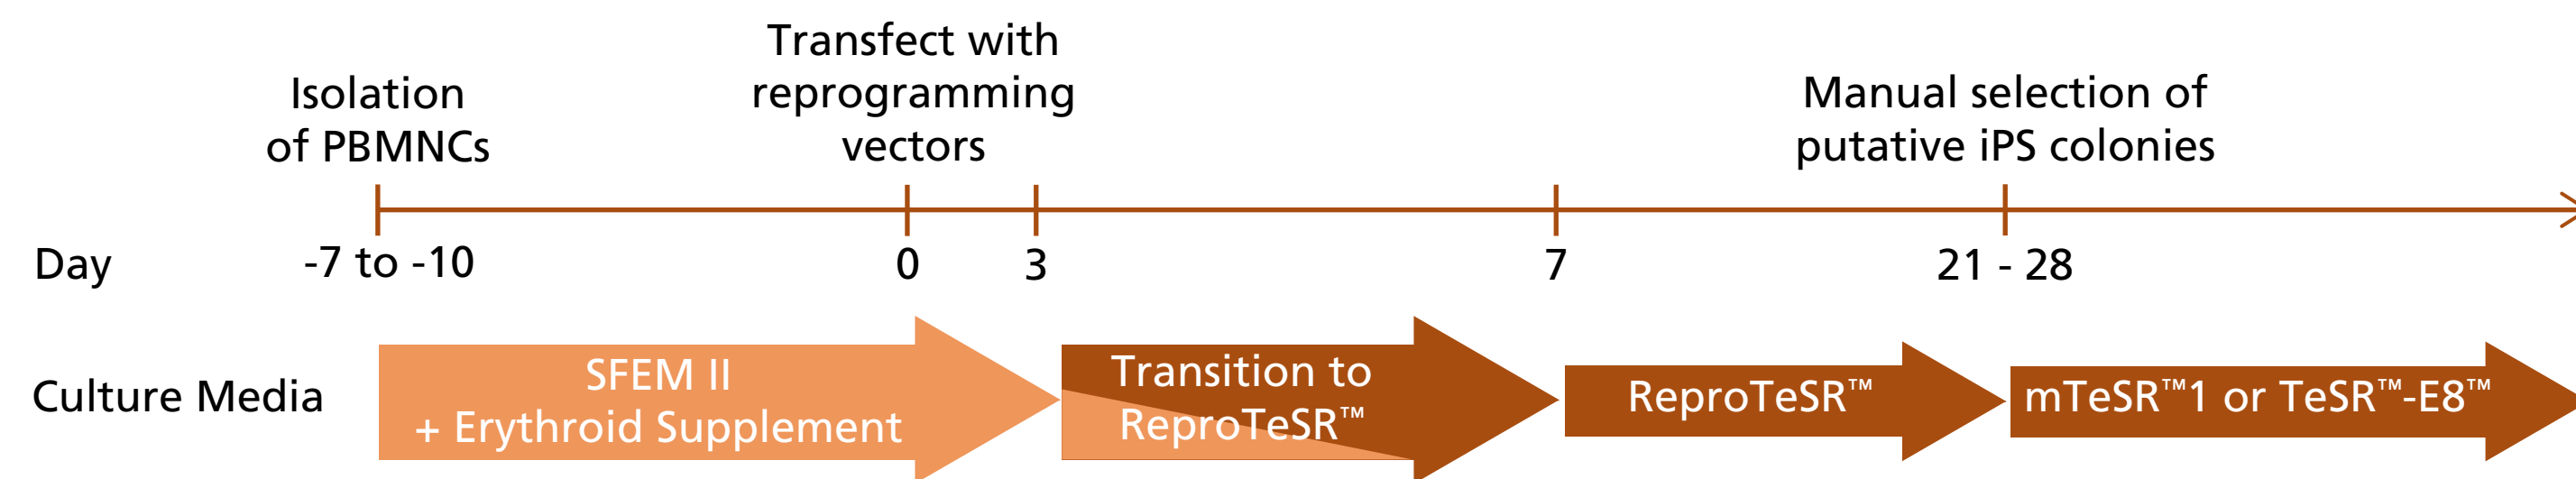 Isolation
of PBMNCs
Transfect with
reprogramming
vectors
Manual selection of
putative iPS colonies
Day
-7 to -10
0
3
7
21 - 28
Culture Media
SFEM II
+ Erythroid Supplement
Transition to
ReproTeSR™
ReproTeSR™
mTeSR™1 or TeSR™-E8™